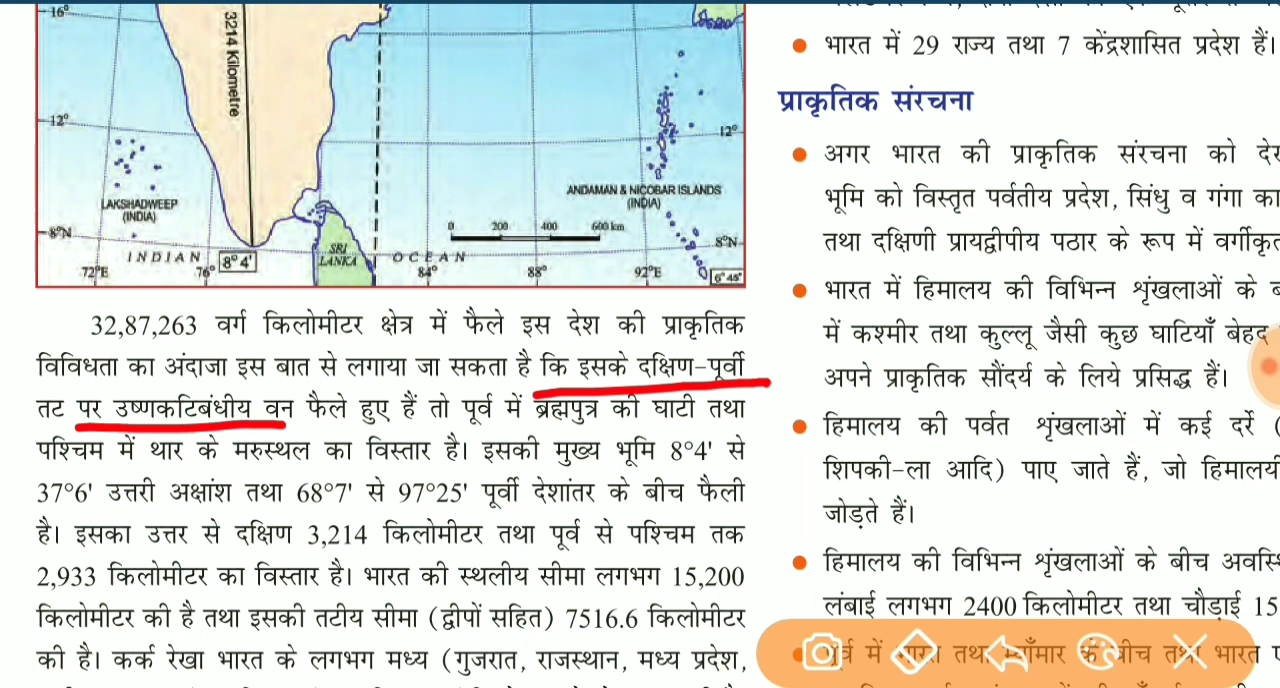 16°
3214 Kilometre
12°
12°
LAKSHADWEEP
(INDIA)
ANDAMAN & NICOBAR ISLANDS
(INDIA)
0 200 400 600 km
8°N
8°N
INDIAN
8°4'
SRI
LANKA
OCEAN
72°E
76°
84°
88°
92°E
6°45'
32,87,263 वर्ग किलोमीटर क्षेत्र में फैले इस देश की प्राकृतिक
विविधता का अंदाजा इस बात से लगाया जा सकता है कि इसके दक्षिण-पूर्वी
तट पर उष्णकटिबंधीय वन फैले हुए हैं तो पूर्व में ब्रह्मपुत्र की घाटी तथा
पश्चिम में थार के मरुस्थल का विस्तार है। इसकी मुख्य भूमि 8°4' से
37°6' उत्तरी अक्षांश तथा 68°7' से 97°25' पूर्वी देशांतर के बीच फैली
है। इसका उत्तर से दक्षिण 3,214 किलोमीटर तथा पूर्व से पश्चिम तक
2,933 किलोमीटर का विस्तार है। भारत की स्थलीय सीमा लगभग 15,200
किलोमीटर की है तथा इसकी तटीय सीमा (द्वीपों सहित) 7516.6 किलोमीटर
की है। कर्क रेखा भारत के लगभग मध्य (गुजरात, राजस्थान, मध्य प्रदेश,
• भारत में 29 राज्य तथा 7 केंद्रशासित प्रदेश हैं।
प्राकृतिक संरचना
• अगर भारत की प्राकृतिक संरचना को
भूमि को विस्तृत पर्वतीय प्रदेश, सिंधु व गंगा
तथा दक्षिणी प्रायद्वीपीय पठार के रूप में
• भारत में हिमालय की विभिन्न शृंखलाओं के
में कश्मीर तथा कुल्लू जैसी कुछ घाटियाँ बेहद
अपने प्राकृतिक सौंदर्य के लिये प्रसिद्ध हैं।
• हिमालय की पर्वत शृंखलाओं में कई दर्रे (
शिपकी-ला आदि) पाए जाते हैं, जो
जोड़ते हैं।
• हिमालय की विभिन्न शृंखलाओं के बीच
लंबाई लगभग 2400 किलोमीटर तथा चौड़ाई 15
में तथा के बीच भारत